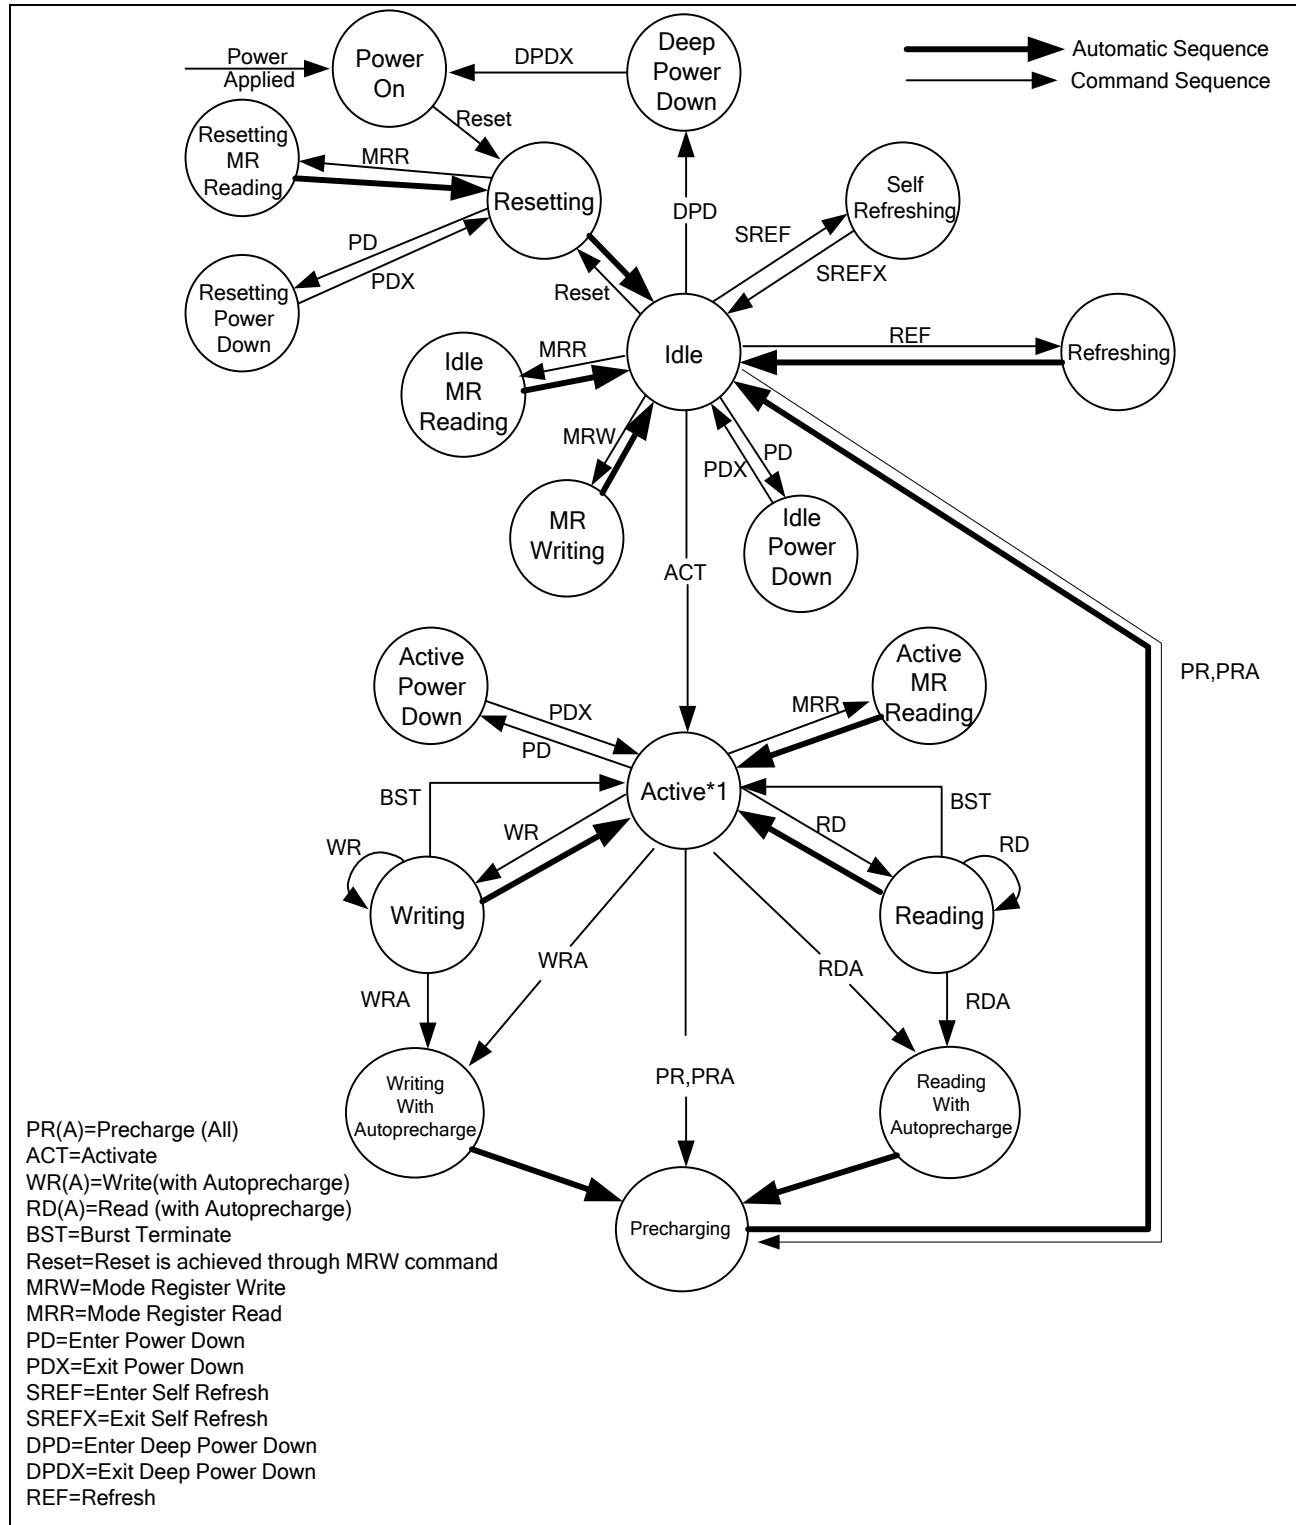 Power
Applied
Power
On
DPDX
Deep
Power
Down
Automatic Sequence
Command Sequence
Reset
Resetting
MR
Reading
MRR
Resetting
DPD
Self
Refreshing
SREF
SREFX
PD
PDX
Resetting
Power
Down
Reset
Idle
REF
Refreshing
Idle
MR
Reading
MRR
MRW
PD
PDX
MR
Writing
Idle
Power
Down
ACT
Active
Power
Down
PDX
PD
MRR
Active
MR
Reading
PR,PRA
Active*1
BST
BST
WR
WR
RD
RD
Writing
Reading
WRA
WRA
RDA
RDA
PR,PRA
Writing
With
Autoprecharge
Reading
With
Autoprecharge
Precharging
PR(A)=Precharge (All)
ACT=Activate
WR(A)=Write(with Autoprecharge)
RD(A)=Read (with Autoprecharge)
BST=Burst Terminate
Reset=Reset is achieved through MRW command
MRW=Mode Register Write
MRR=Mode Register Read
PD=Enter Power Down
PDX=Exit Power Down
SREF=Enter Self Refresh
SREFX=Exit Self Refresh
DPD=Enter Deep Power Down
DPDX=Exit Deep Power Down
REF=Refresh